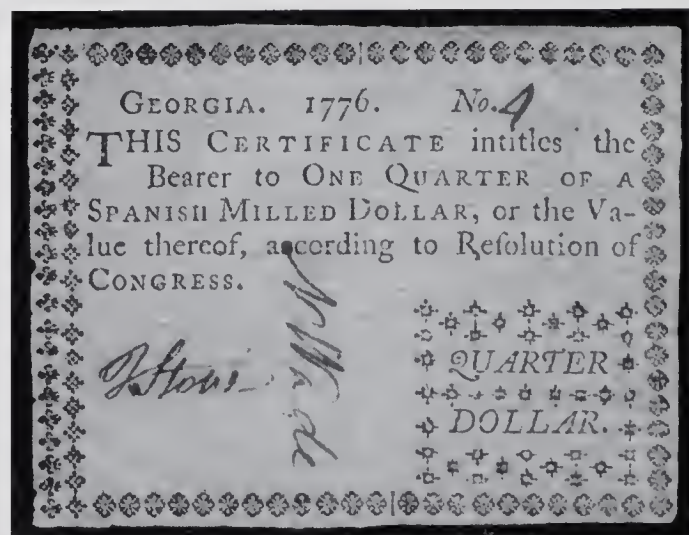 GEORGIA. 1776. No. 4
THIS CERTIFICATE intitles the
Bearer to ONE QUARTER OF A
SPANISH MILLED DOLLAR, or the Va-
lue thereof, according to Reſolution of
CONGRESS.
QUARTER
DOLLAR.